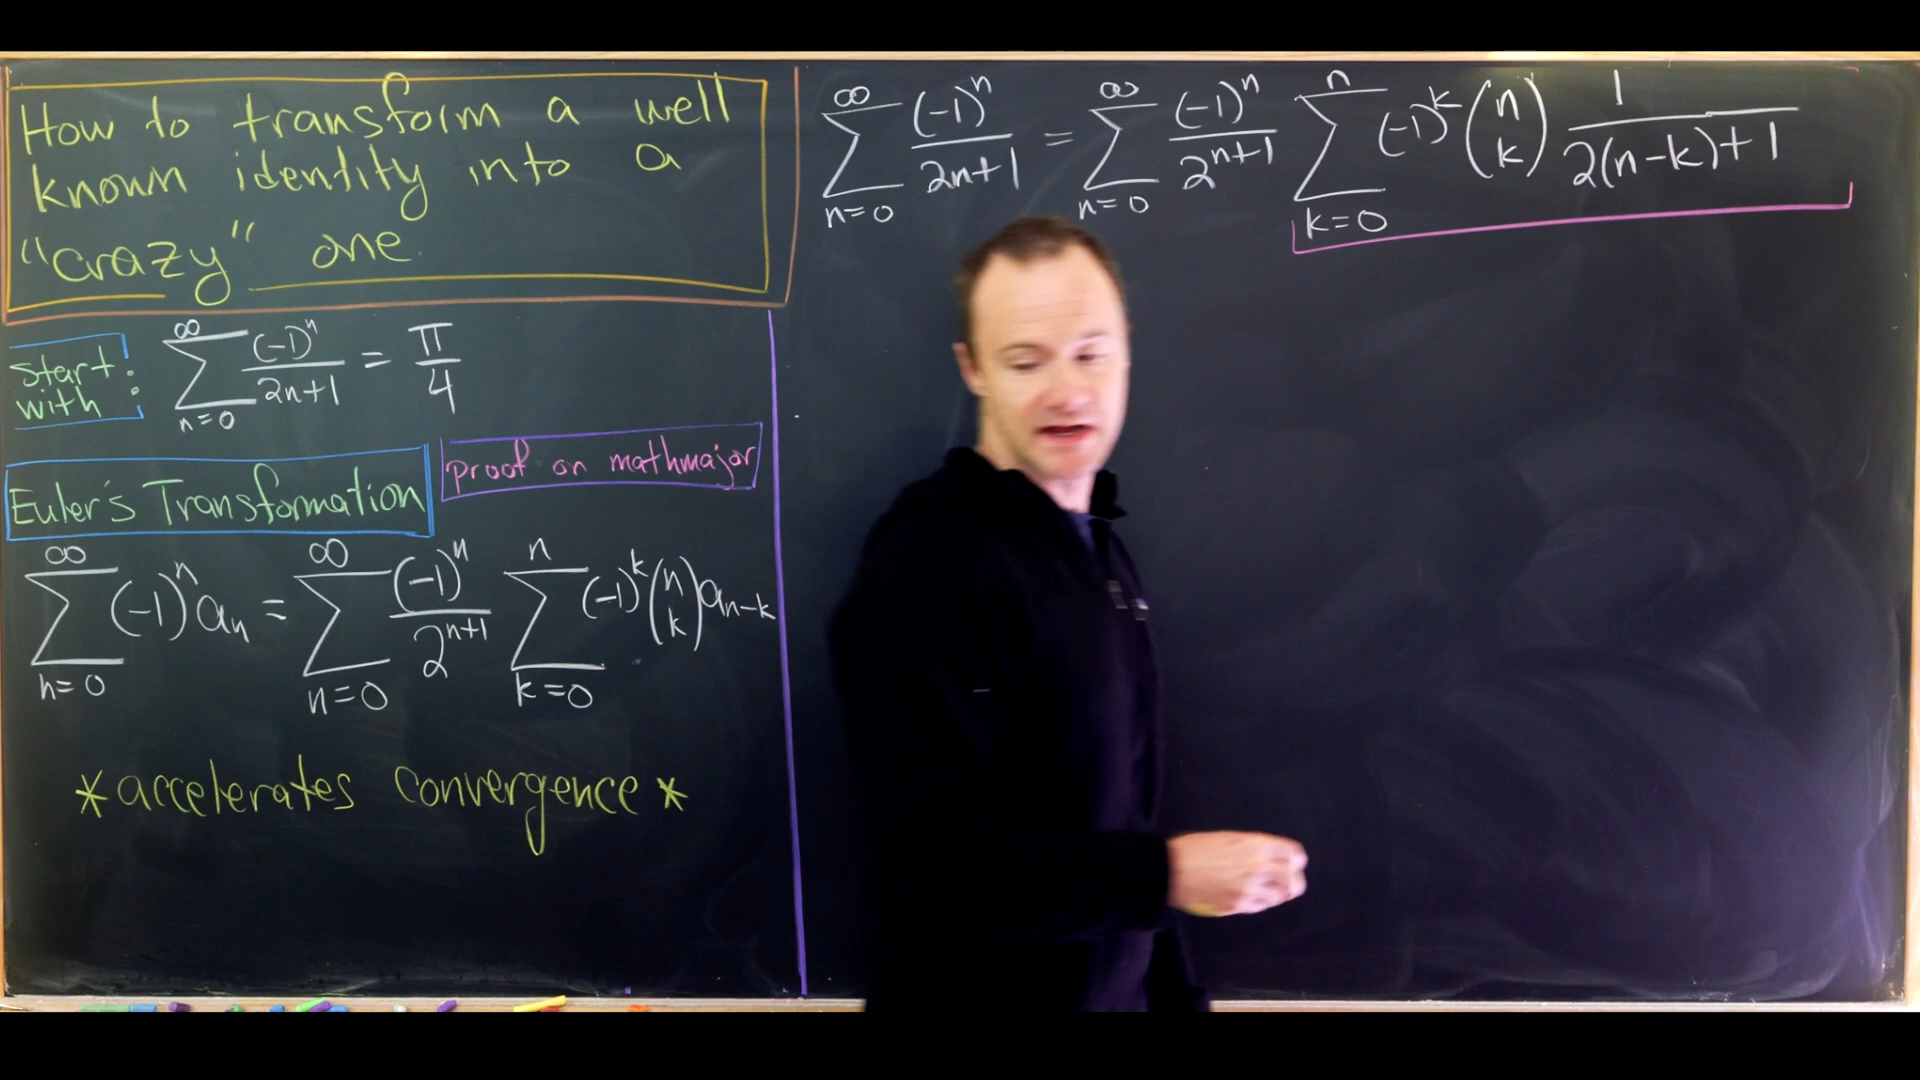 How to transform a well
known identity into a
"crazy" one.
start with: ∑_{n=0}^{∞} (-1)^n/(2n+1) = π/4
Euler's Transformation
proof on mathmajor
∑_{n=0}^{∞} (-1)^n a_n = ∑_{n=0}^{∞} (-1)^n/2^{n+1} ∑_{k=0}^{n} (-1)^k (n k) a_{n-k}
*accelerates convergence*
∑_{n=0}^{∞} (-1)^n/(2n+1) = ∑_{n=0}^{∞} (-1)^n/2^{n+1} ∑_{k=0}^{n} (-1)^k (n k) 1/(2(n-k)+1)